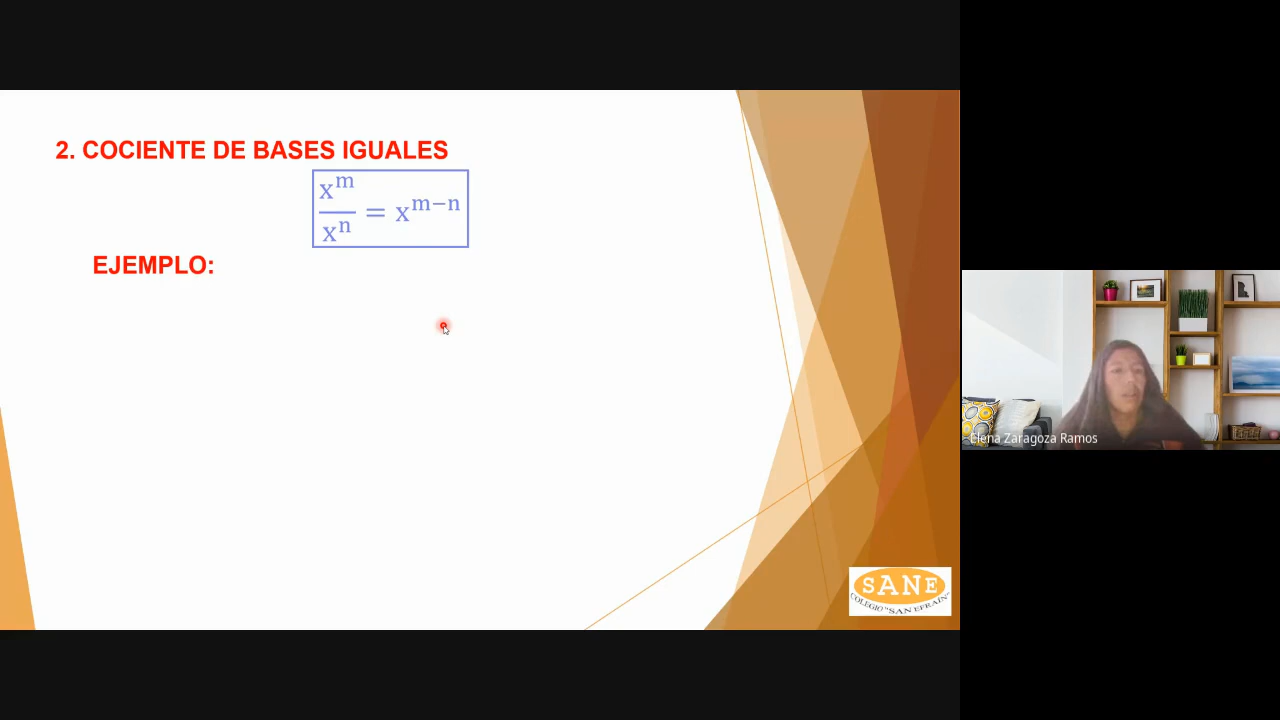 2. COCIENTE DE BASES IGUALES
x^m / x^n = x^{m−n}
EJEMPLO:
Elena Zaragoza Ramos
SANE
COLEGIO "SAN EFRAIN"